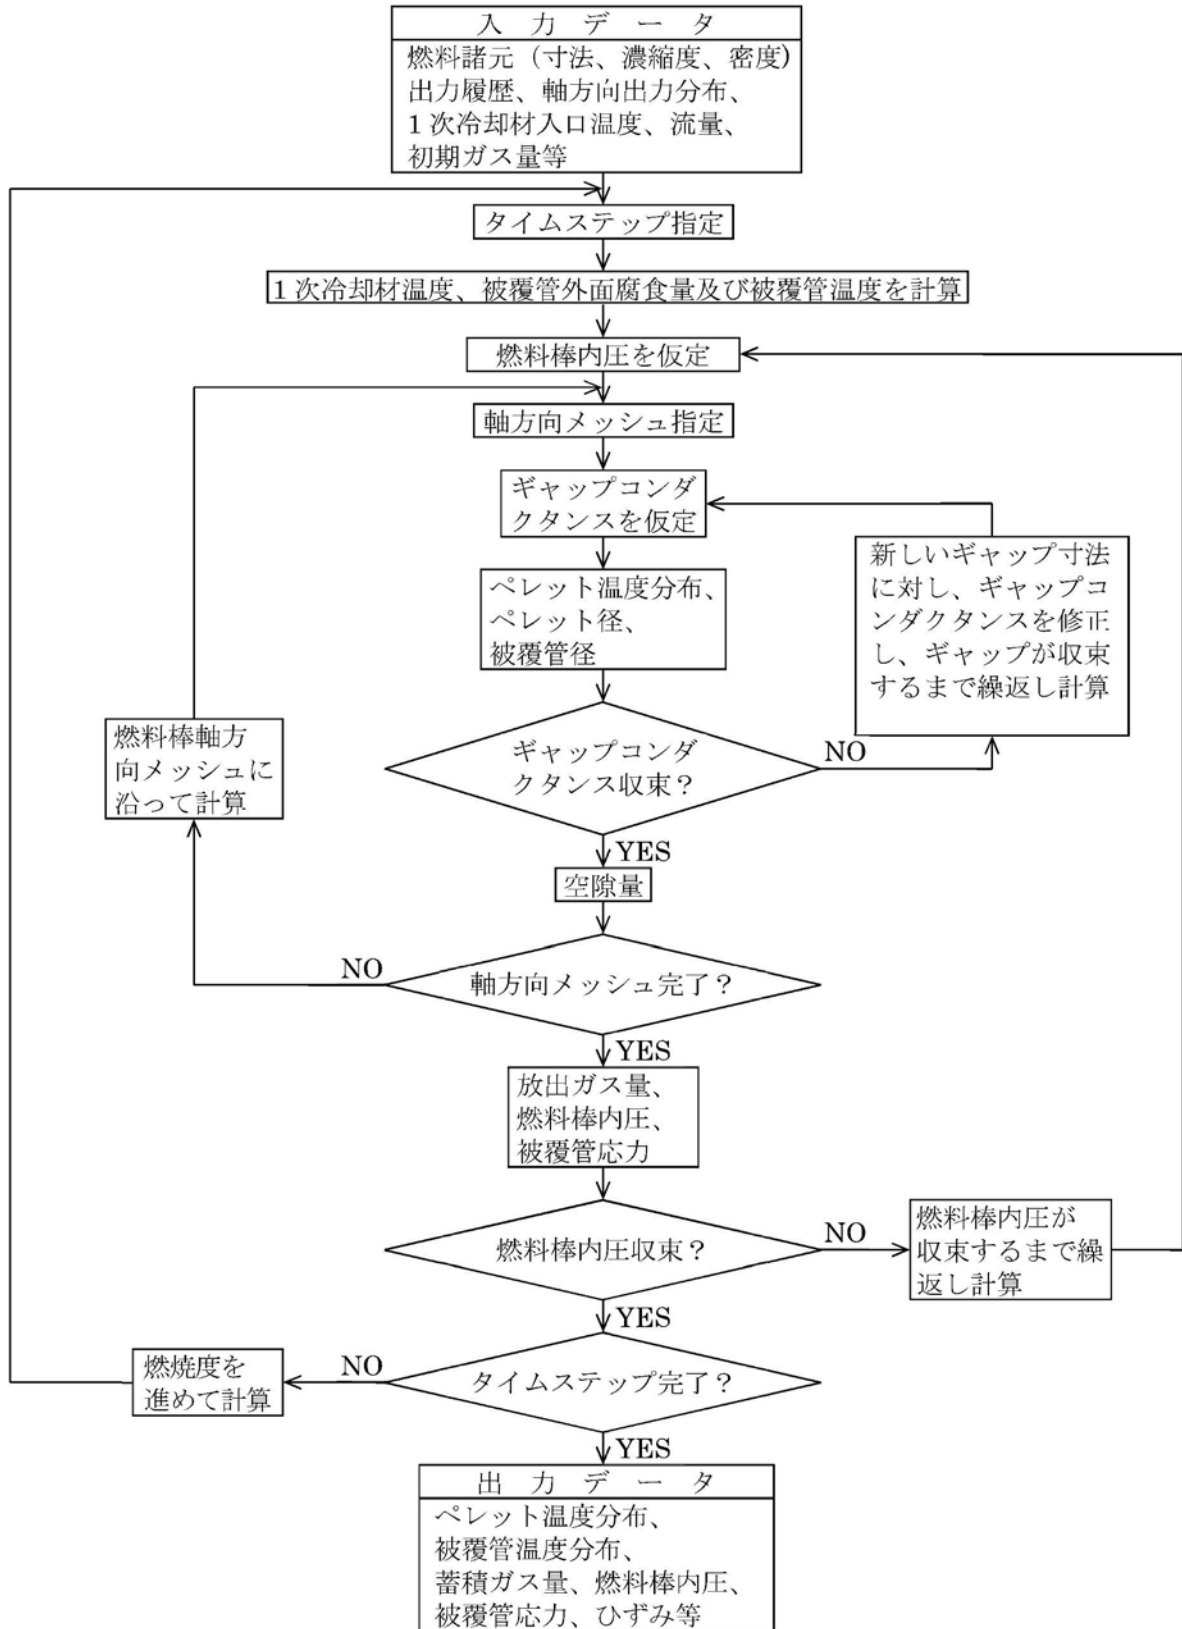 入力データ
燃料諸元（寸法、濃縮度、密度）
出力履歴、軸方向出力分布、
1次冷却材入口温度、流量、
初期ガス量等
タイムステップ指定
1次冷却材温度、被覆管外面腐食量及び被覆管温度を計算
燃料棒内圧を仮定
軸方向メッシュ指定
ギャップコンダ
クタンスを仮定
新しいギャップ寸法
に対し、ギャップコ
ンダクタンスを修正
し、ギャップが収束
するまで繰返し計算
ペレット温度分布、
ペレット径、
被覆管径
燃料棒軸方
向メッシュに
沿って計算
ギャップコンダ
クタンス収束？
NO
YES
空隙量
軸方向メッシュ完了？
NO
YES
放出ガス量、
燃料棒内圧、
被覆管応力
燃料棒内圧収束？
NO
燃料棒内圧が
収束するまで繰
返し計算
YES
タイムステップ完了？
NO
燃焼度を
進めて計算
YES
出力データ
ペレット温度分布、
被覆管温度分布、
蓄積ガス量、燃料棒内圧、
被覆管応力、ひずみ等